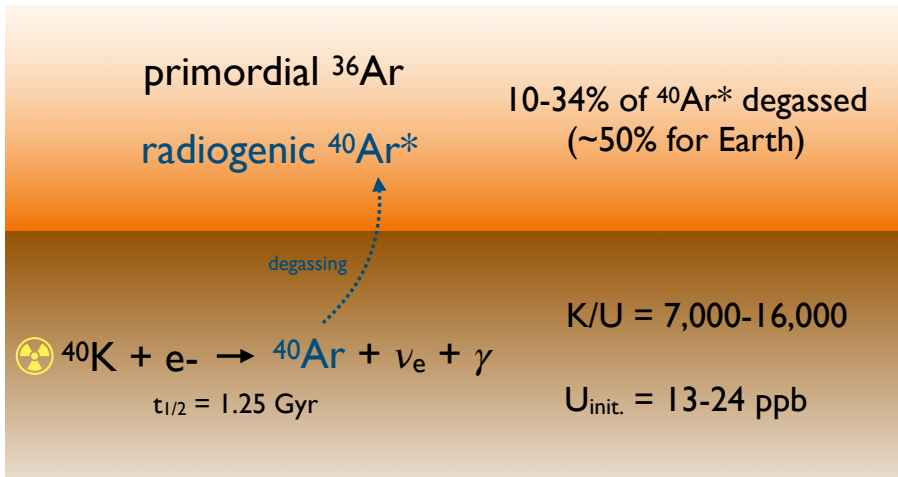 primordial ³⁶Ar
radiogenic ⁴⁰Ar*
10-34% of ⁴⁰Ar* degassed
(~50% for Earth)
degassing
⁴⁰K + e- → ⁴⁰Ar + νₑ + γ
t₁/₂ = 1.25 Gyr
K/U = 7,000-16,000
U_init. = 13-24 ppb